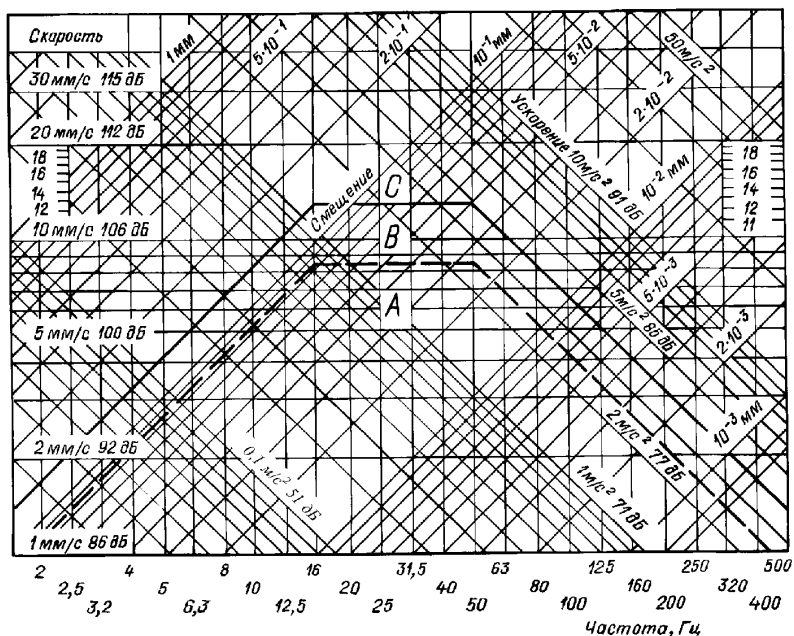 Скорость
30 мм/с 115 дБ
20 мм/с 112 дБ
18
16
14
12
10 мм/с 106 дБ
5 мм/с 100 дБ
2 мм/с 92 дБ
1 мм/с 86 дБ
1 мм
5·10⁻¹
2·10⁻¹
10⁻¹ мм
5·10⁻²
2·10⁻²
50 м/с²
Ускорение 10 м/с² 91 дБ
10⁻² мм
18
16
14
12
11
Смещение
C
B
A
5·10⁻³
5 м/с² 85 дБ
2·10⁻³
10⁻³ мм
2 м/с² 77 дБ
1 м/с² 71 дБ
0,1 м/с² 51 дБ
2 4 8 16 31,5 63 125 250 500
2,5 5 10 20 40 80 160 320
3,2 6,3 12,5 25 50 100 200 400
Частота, Гц